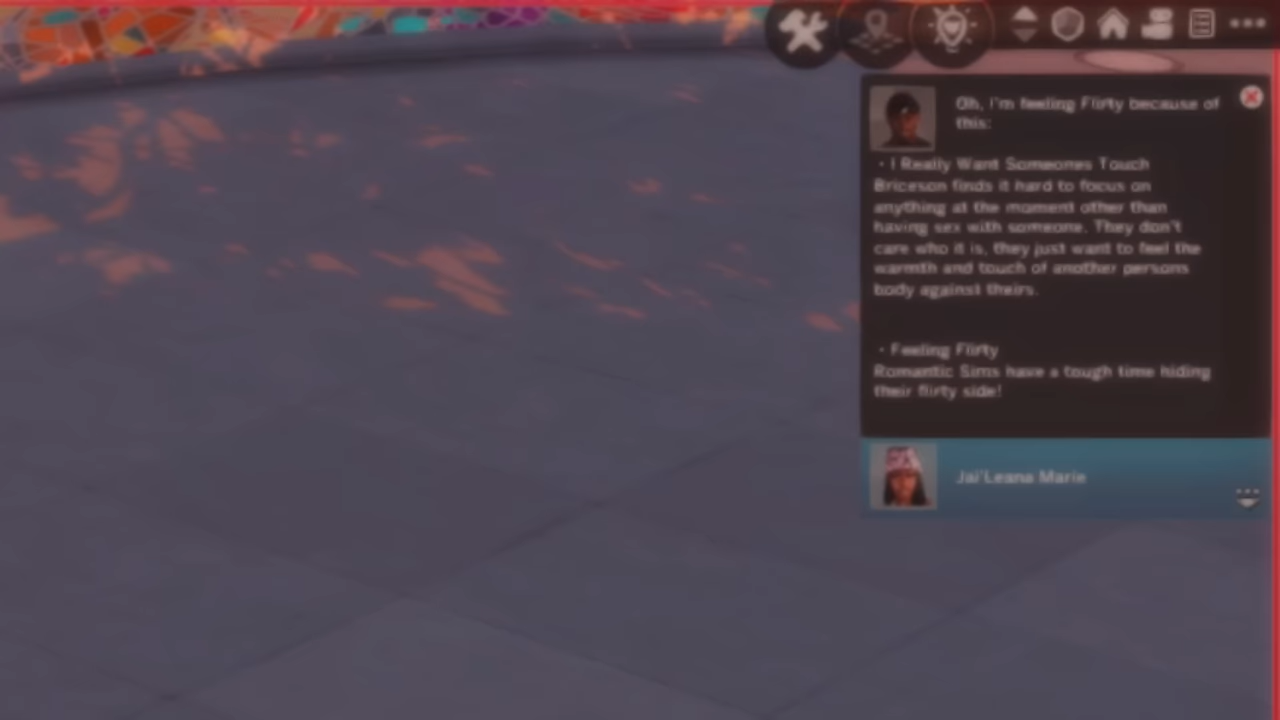 Oh, I'm feeling Flirty because of
this:
• I Really Want Someones Touch
Briceson finds it hard to focus on
anything at the moment other than
having sex with someone. They don't
care who it is, they just want to feel the
warmth and touch of another persons
body against theirs.
• Feeling Flirty
Romantic Sims have a tough time hiding
their flirty side!
Jai'Leana Marie